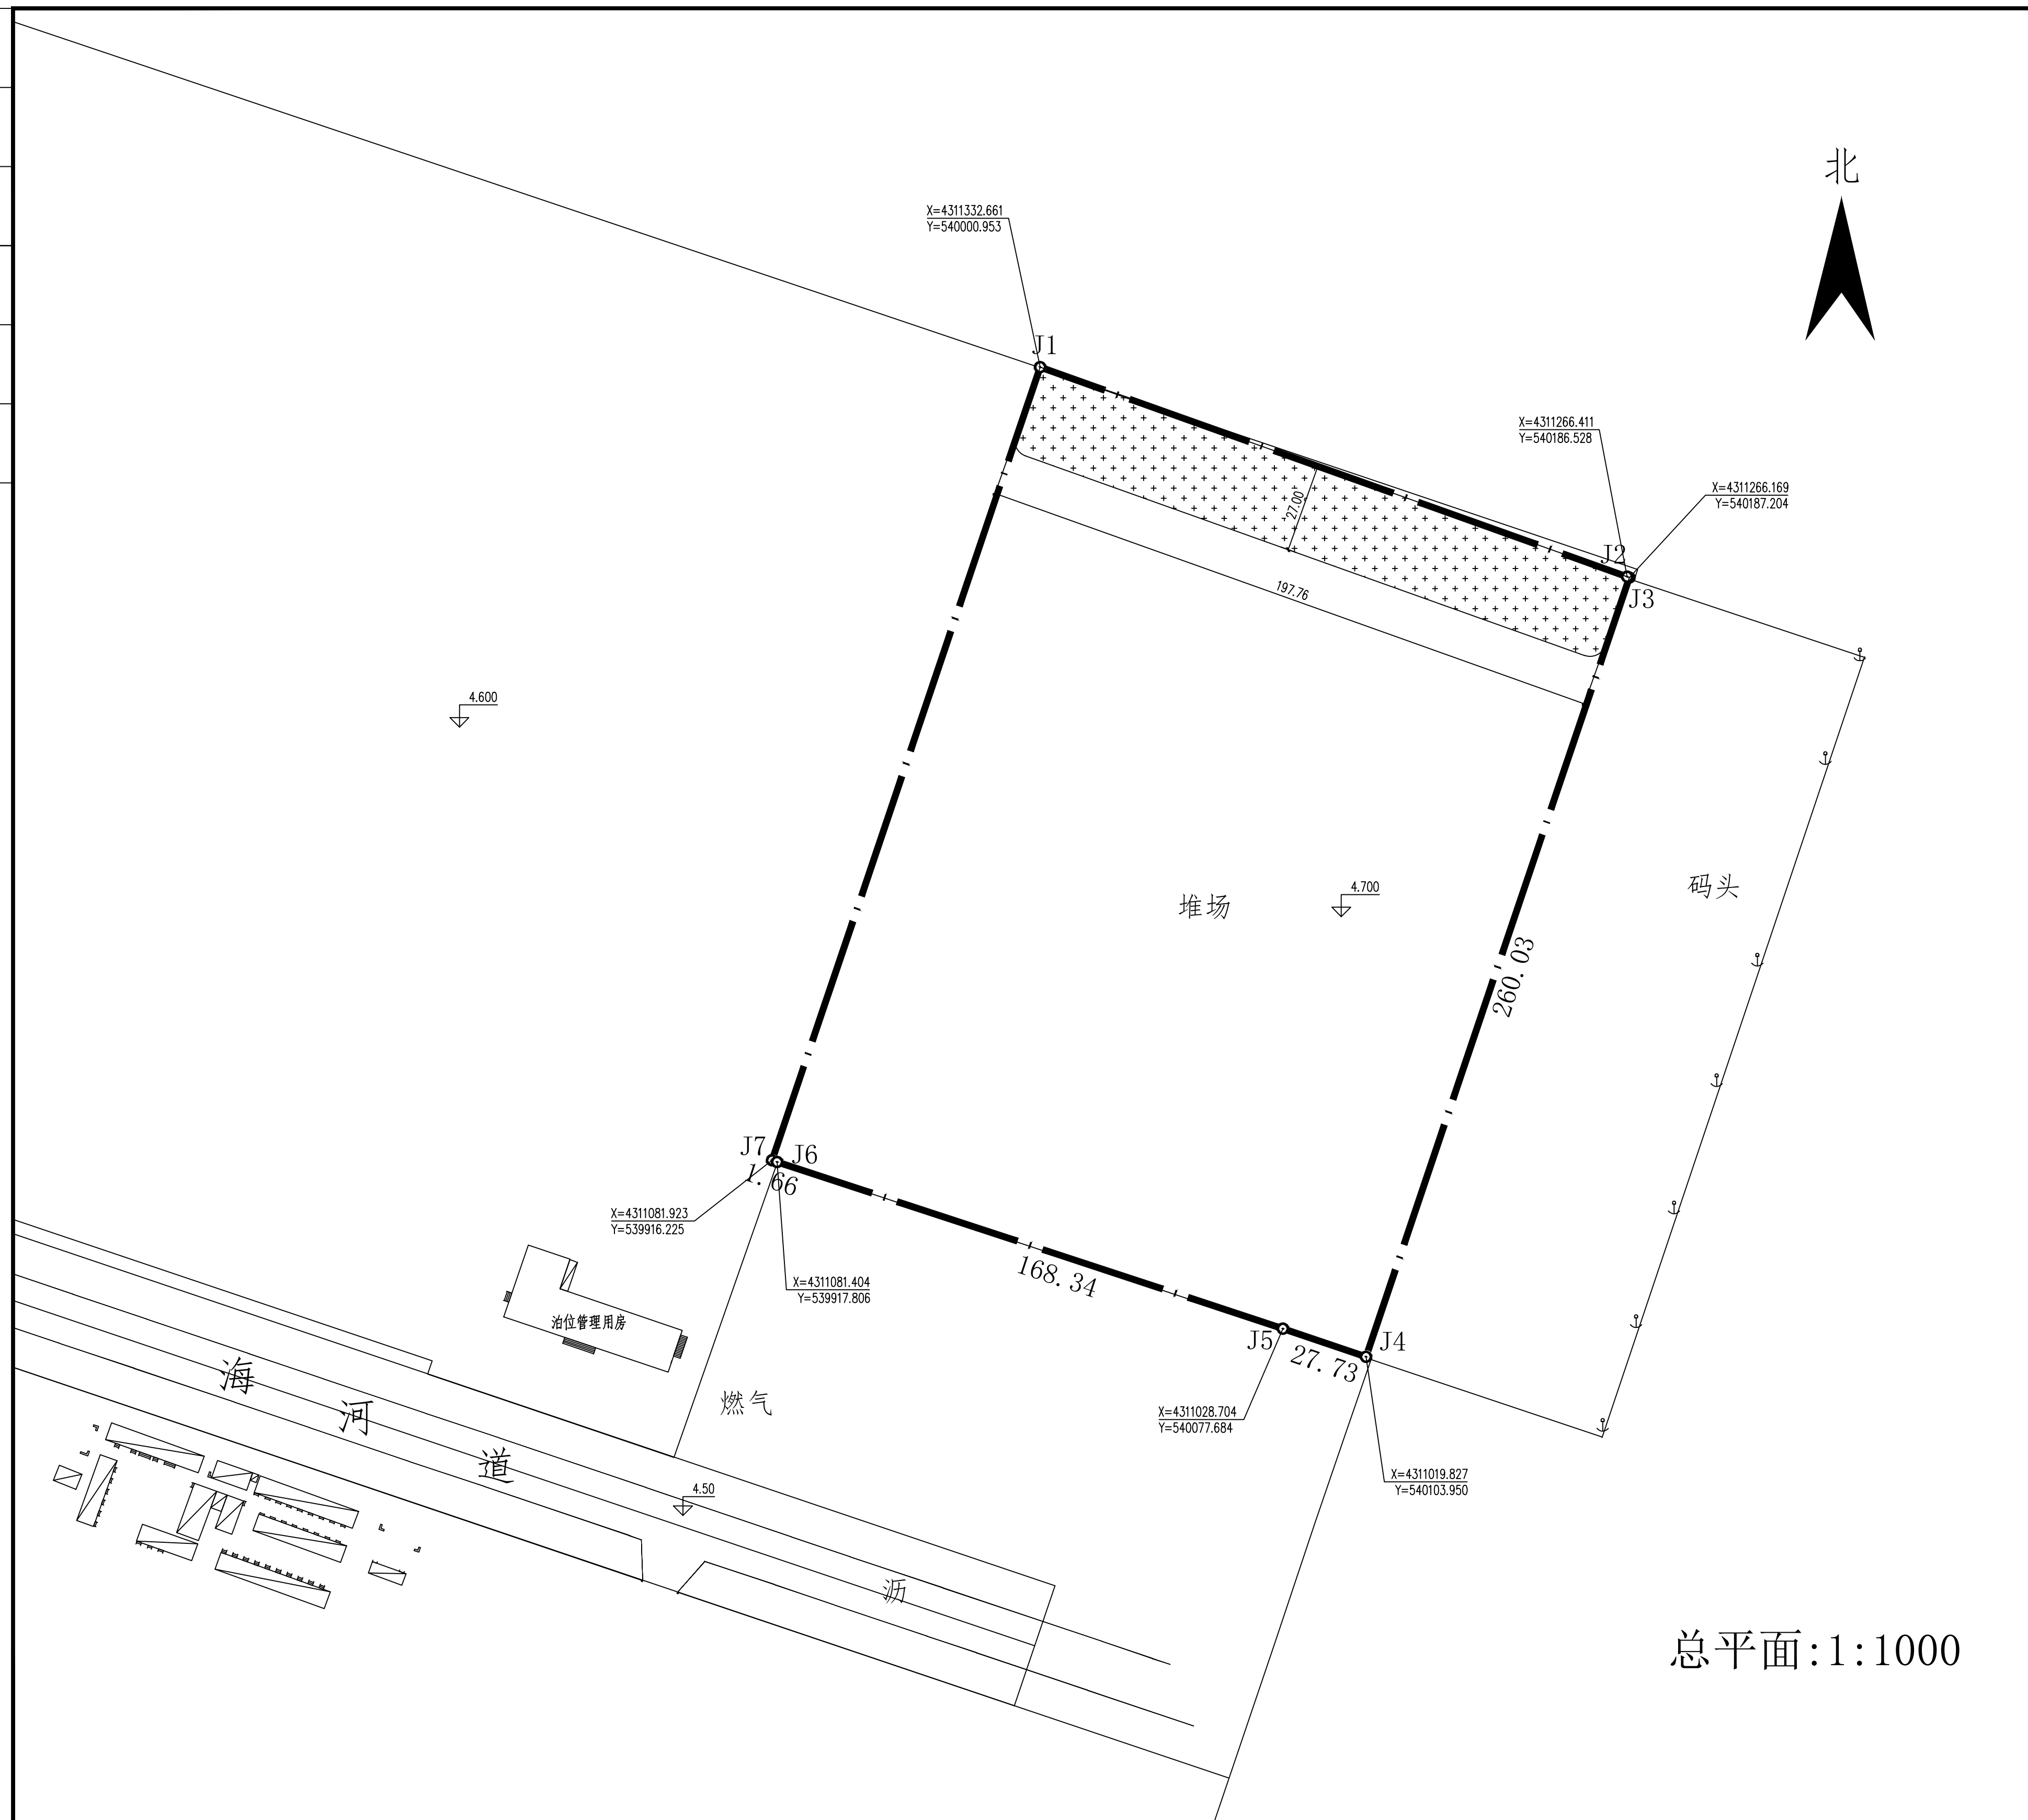 北
X=4311332.661
Y=540000.953
J1
X=4311266.411
Y=540186.528
X=4311266.169
Y=540187.204
27.00
J2
J3
197.76
4.600
4.700
堆场
码头
260.03
J7
J6
1.66
X=4311081.923
Y=539916.225
168.34
X=4311081.404
Y=539917.806
泊位管理用房
J5
J4
27.73
海
河
道
燃气
X=4311028.704
Y=540077.684
X=4311019.827
Y=540103.950
4.50
沥
总平面:1:1000